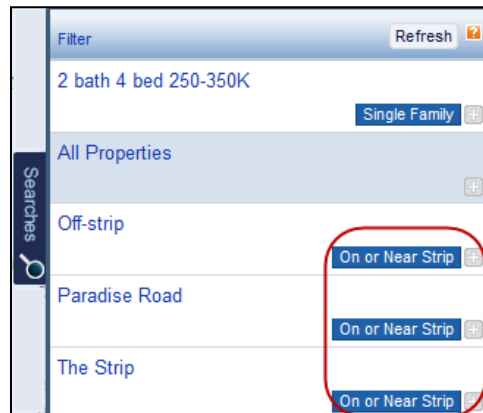 Filter Refresh ?
2 bath 4 bed 250-350K
Single Family +
All Properties
+
Searches
Off-strip
On or Near Strip +
Paradise Road
On or Near Strip +
The Strip
On or Near Strip +